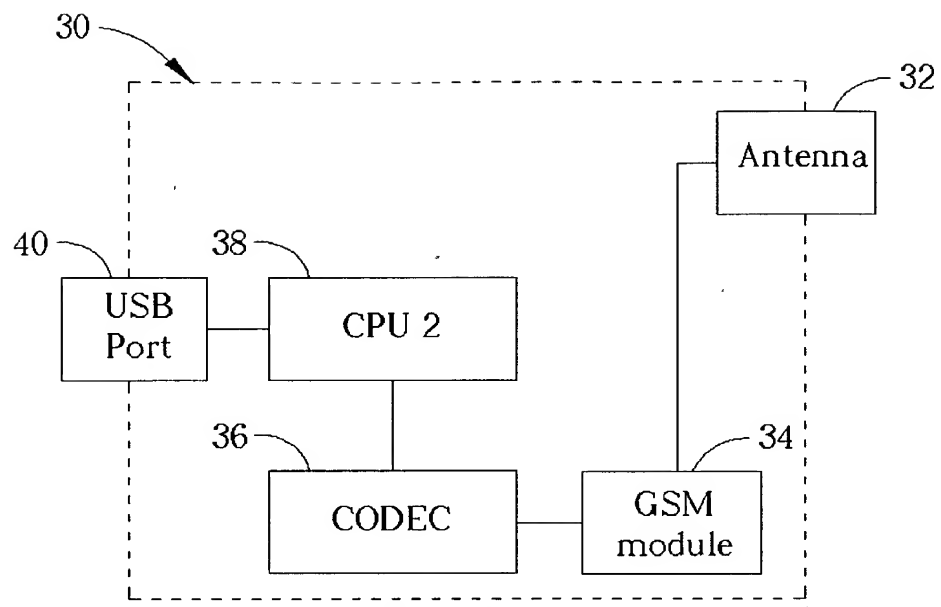 30
32
Antenna
40
38
USB
Port
CPU 2
36
34
CODEC
GSM
module